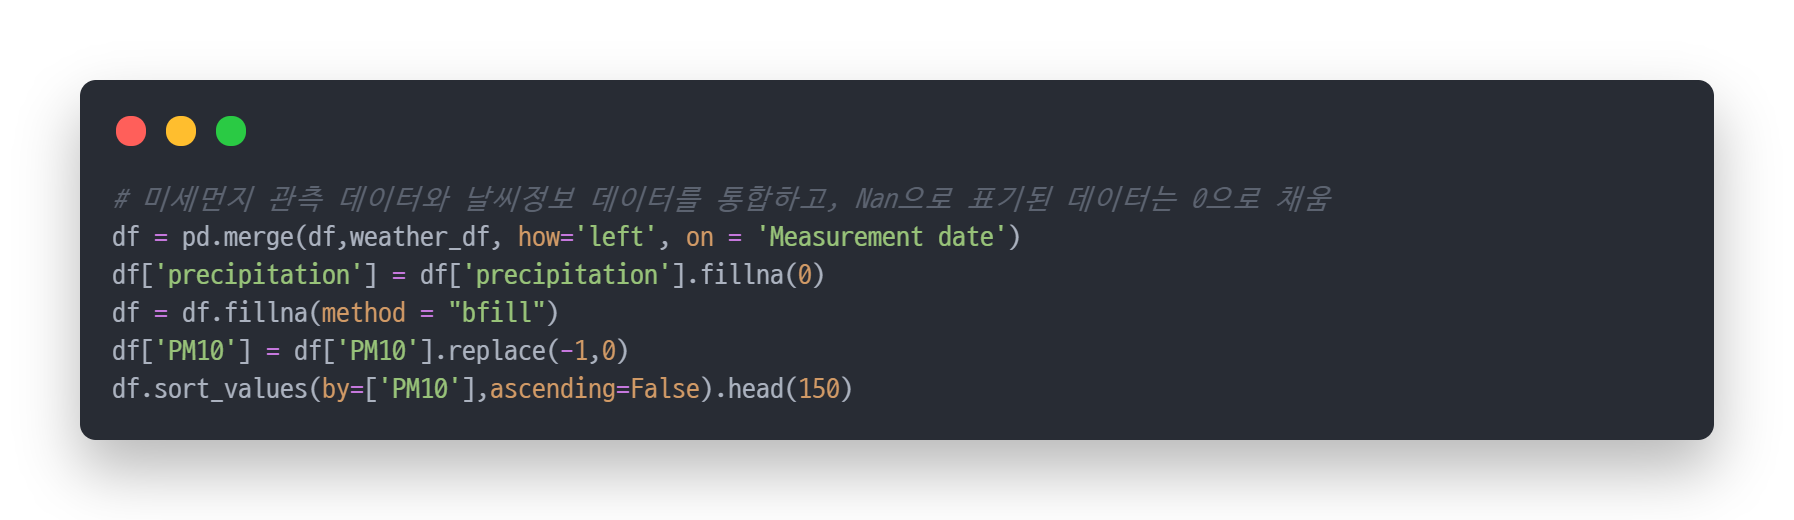 # 미세먼지 관측 데이터와 날씨정보 데이터를 통합하고, Nan으로 표기된 데이터는 0으로 채움
df = pd.merge(df,weather_df, how='left', on = 'Measurement date')
df['precipitation'] = df['precipitation'].fillna(0)
df = df.fillna(method = "bfill")
df['PM10'] = df['PM10'].replace(-1,0)
df.sort_values(by=['PM10'],ascending=False).head(150)